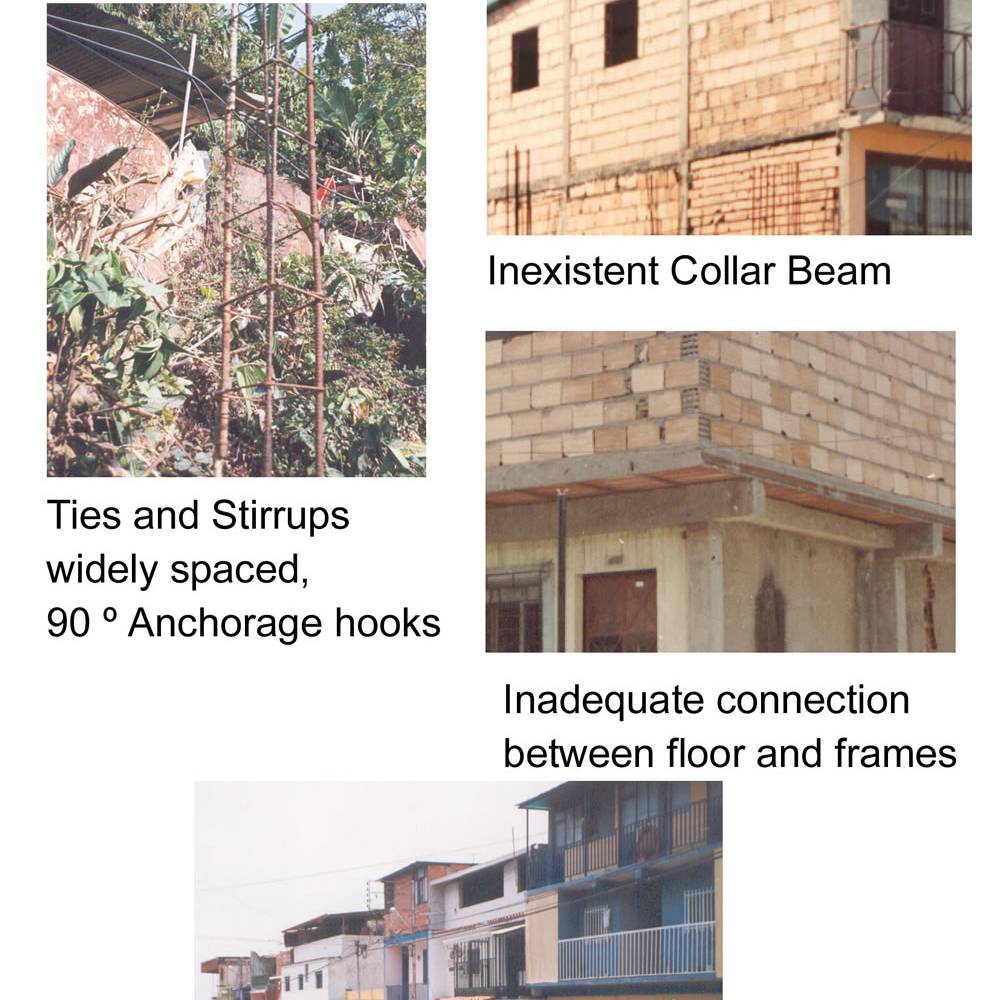 Inexistent Collar Beam
Ties and Stirrups
widely spaced,
90 º Anchorage hooks
Inadequate connection
between floor and frames